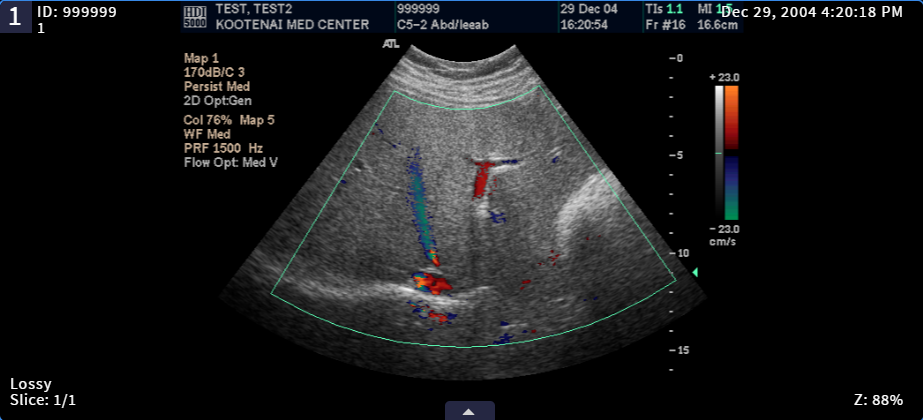 1
ID: 999999
1
HDI
5000
TEST, TEST2
KOOTENAI MED CENTER
999999
C5-2 Abd/leeab
29 Dec 04
16:20:54
TIs 1.1
Fr #16
MI
16.6cm
Dec 29, 2004 4:20:18 PM
ATL
Map 1
170dB/C 3
Persist Med
2D Opt:Gen
Col 76% Map 5
WF Med
PRF 1500 Hz
Flow Opt: Med V
0
5
10
15
+ 23.0
- 23.0
cm/s
Lossy
Slice: 1/1
Z: 88%